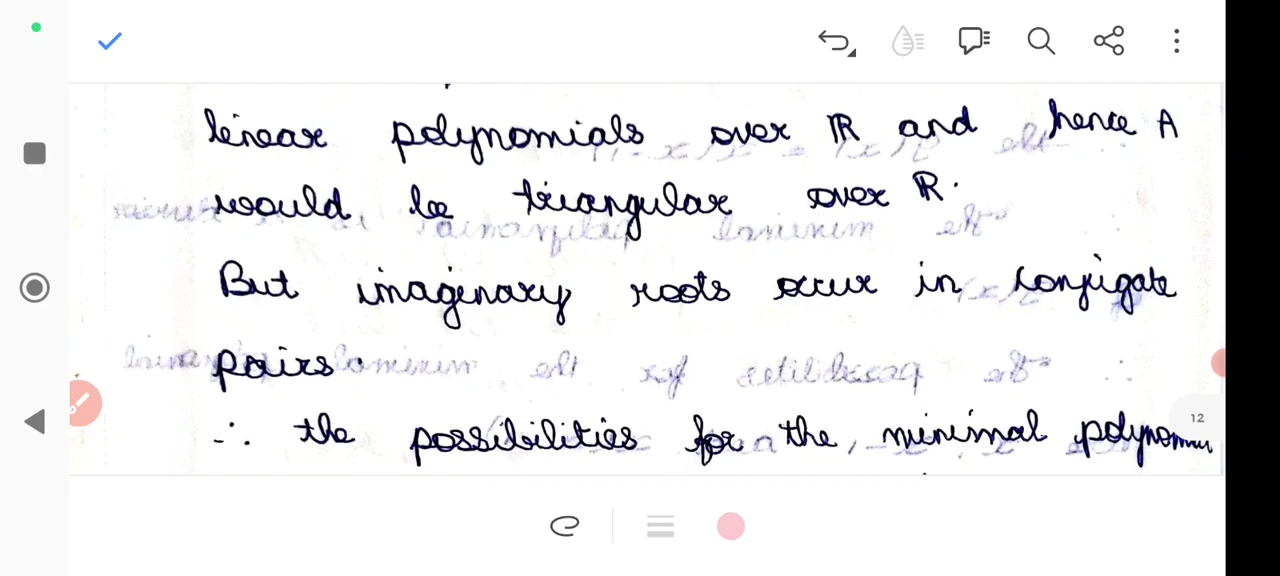 linear polynomials over ℝ and hence A
would be triangular over ℝ.
But imaginary roots occur in conjugate
pairs
∴ the possibilities for the minimal
12